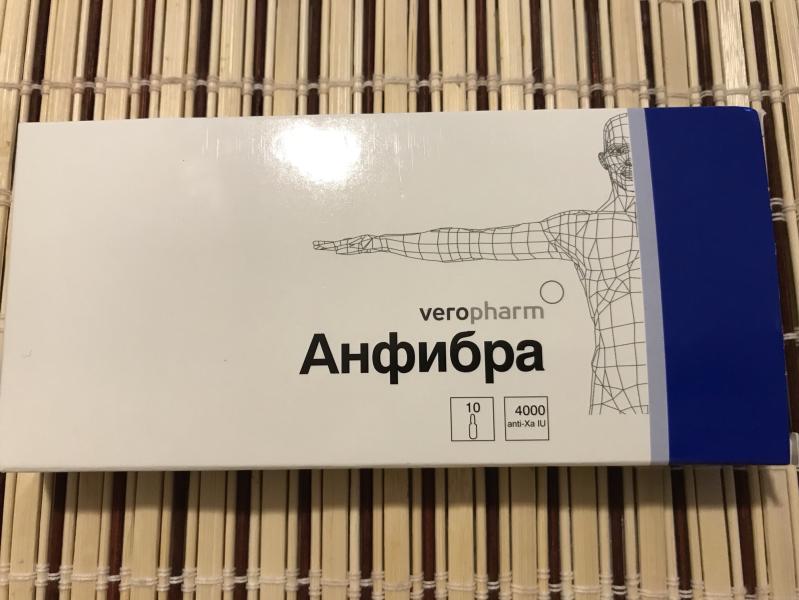 veropharm
Анфибра
10
4000
anti-Xa IU